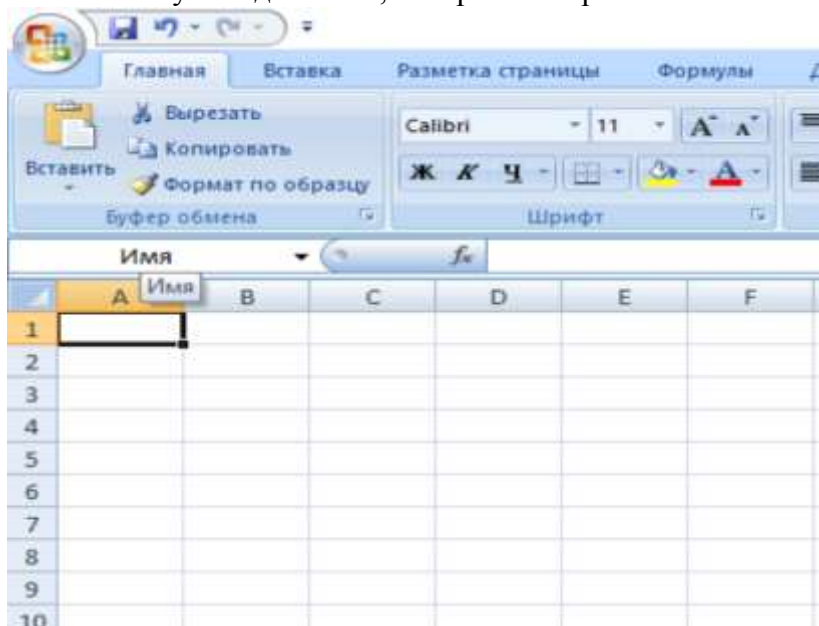 Главная Вставка Разметка страницы Формулы
Вырезать
Копировать
Формат по образцу
Вставить
Calibri 11 A A
Ж К Ч A
Буфер обмена Шрифт
Имя fx
Имя
A B C D E F
1
2
3
4
5
6
7
8
9
10